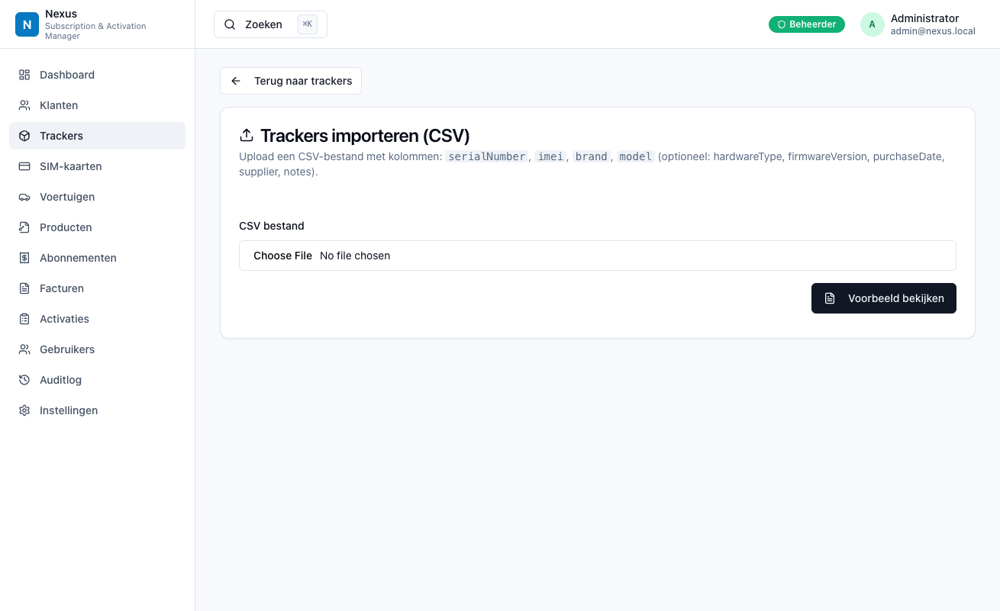 N
Nexus
Subscription & Activation
Manager
Zoeken
⌘K
Beheerder
A
Administrator
admin@nexus.local
Dashboard
Klanten
Trackers
SIM-kaarten
Voertuigen
Producten
Abonnementen
Facturen
Activaties
Gebruikers
Auditlog
Instellingen
Terug naar trackers
Trackers importeren (CSV)
Upload een CSV-bestand met kolommen: serialNumber, imei, brand, model (optioneel: hardwareType, firmwareVersion, purchaseDate,
supplier, notes).
CSV bestand
Choose File No file chosen
Voorbeeld bekijken